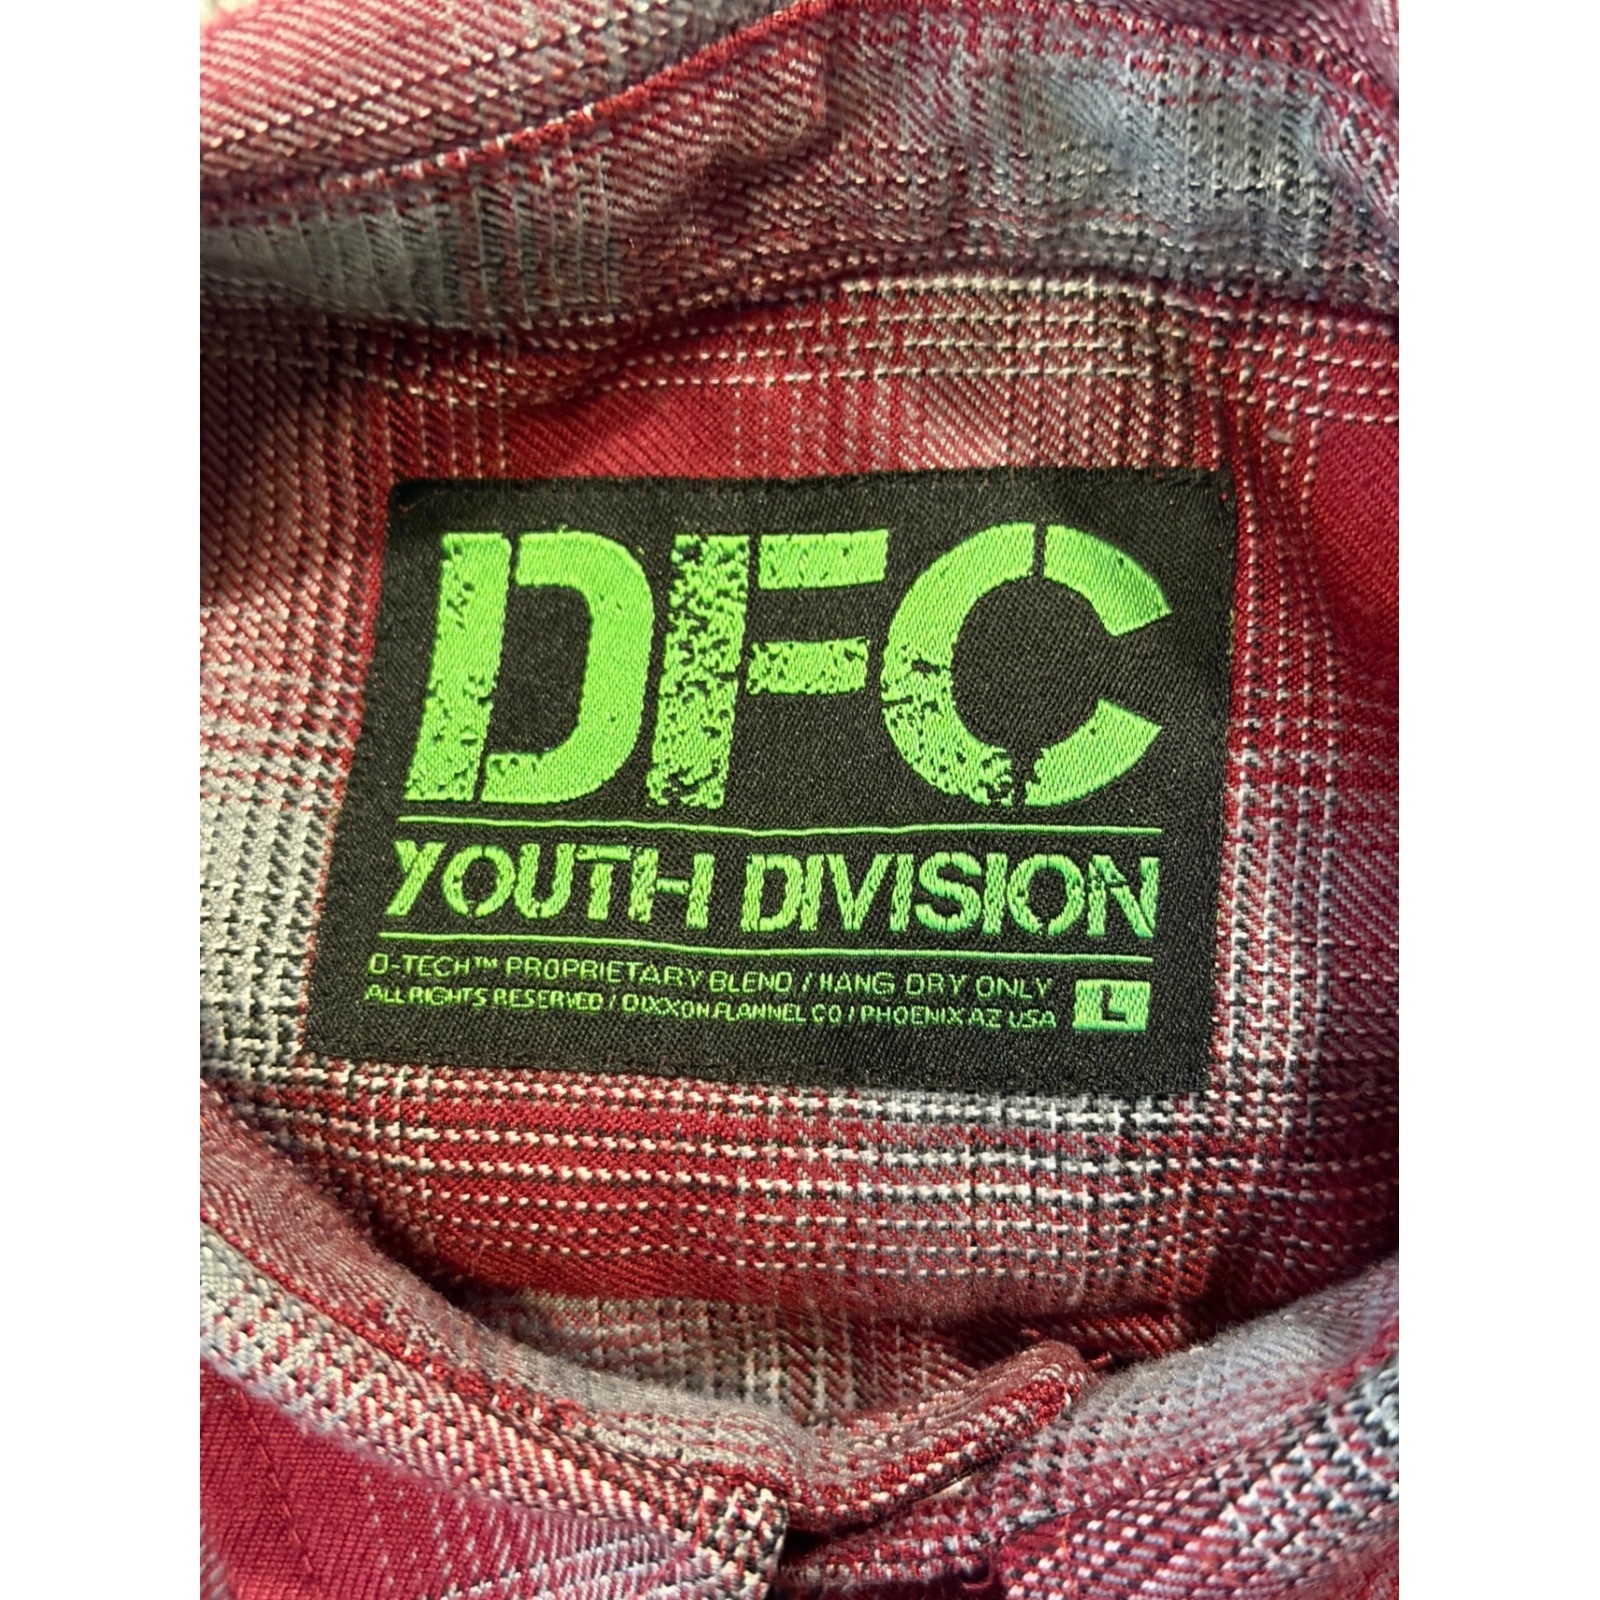 DFC
YOUTH DIVISION
D-TECH™ PROPRIETARY BLEND / HANG DRY ONLY
ALL RIGHTS RESERVED / DIXXON FLANNEL CO / PHOENIX AZ USA
L